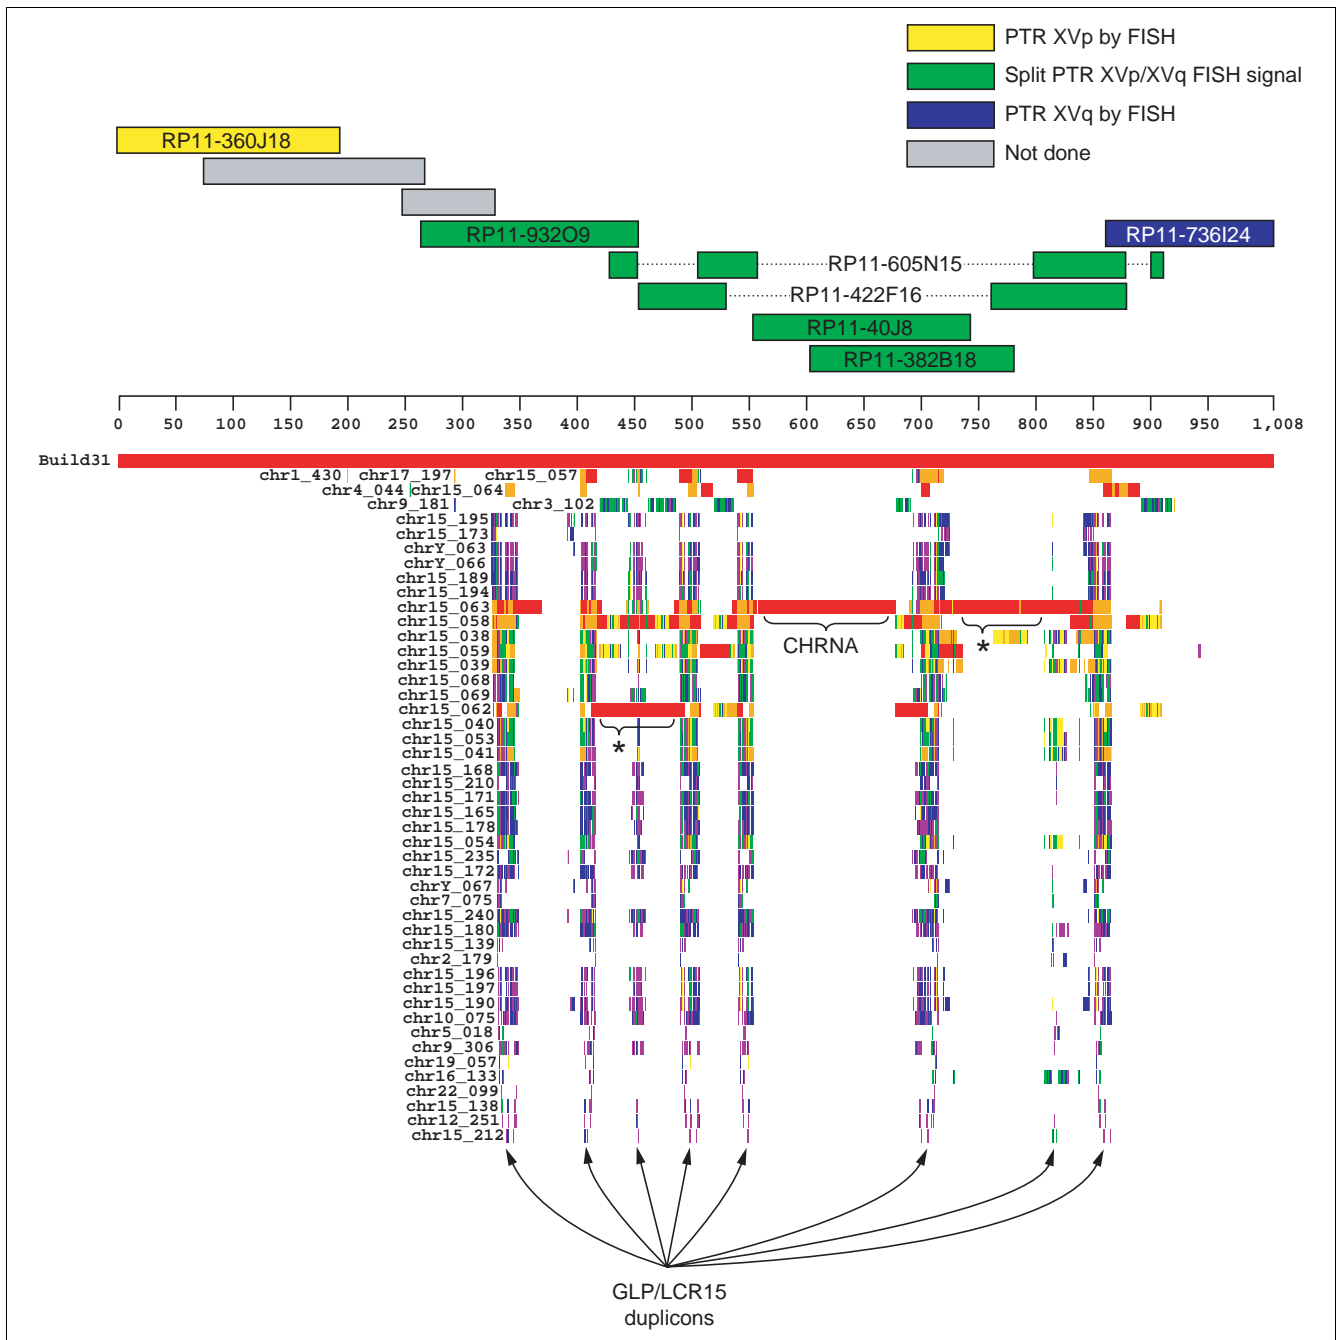 PTR XVp by FISH
Split PTR XVp/XVq FISH signal
PTR XVq by FISH
Not done
RP11-360J18
RP11-932O9
RP11-736I24
RP11-605N15
RP11-422F16
RP11-40J8
RP11-382B18
0 50 100 150 200 250 300 350 400 450 500 550 600 650 700 750 800 850 900 950 1,008
Build31
chr1_430 chr17_197 chr15_057
chr4_044 chr15_064
chr9_181 chr3_102
chr15_195
chr15_173
chrY_063
chrY_066
chr15_189
chr15_194
chr15_063
chr15_058
chr15_038
CHRNA
*
chr15_059
chr15_039
chr15_068
chr15_069
chr15_062
chr15_040
chr15_053
*
chr15_041
chr15_168
chr15_210
chr15_171
chr15_165
chr15_178
chr15_054
chr15_235
chr15_172
chrY_067
chr7_075
chr15_240
chr15_180
chr15_139
chr2_179
chr15_196
chr15_197
chr15_190
chr10_075
chr5_018
chr9_306
chr19_057
chr16_133
chr22_099
chr15_138
chr12_251
chr15_212
GLP/LCR15
duplicons